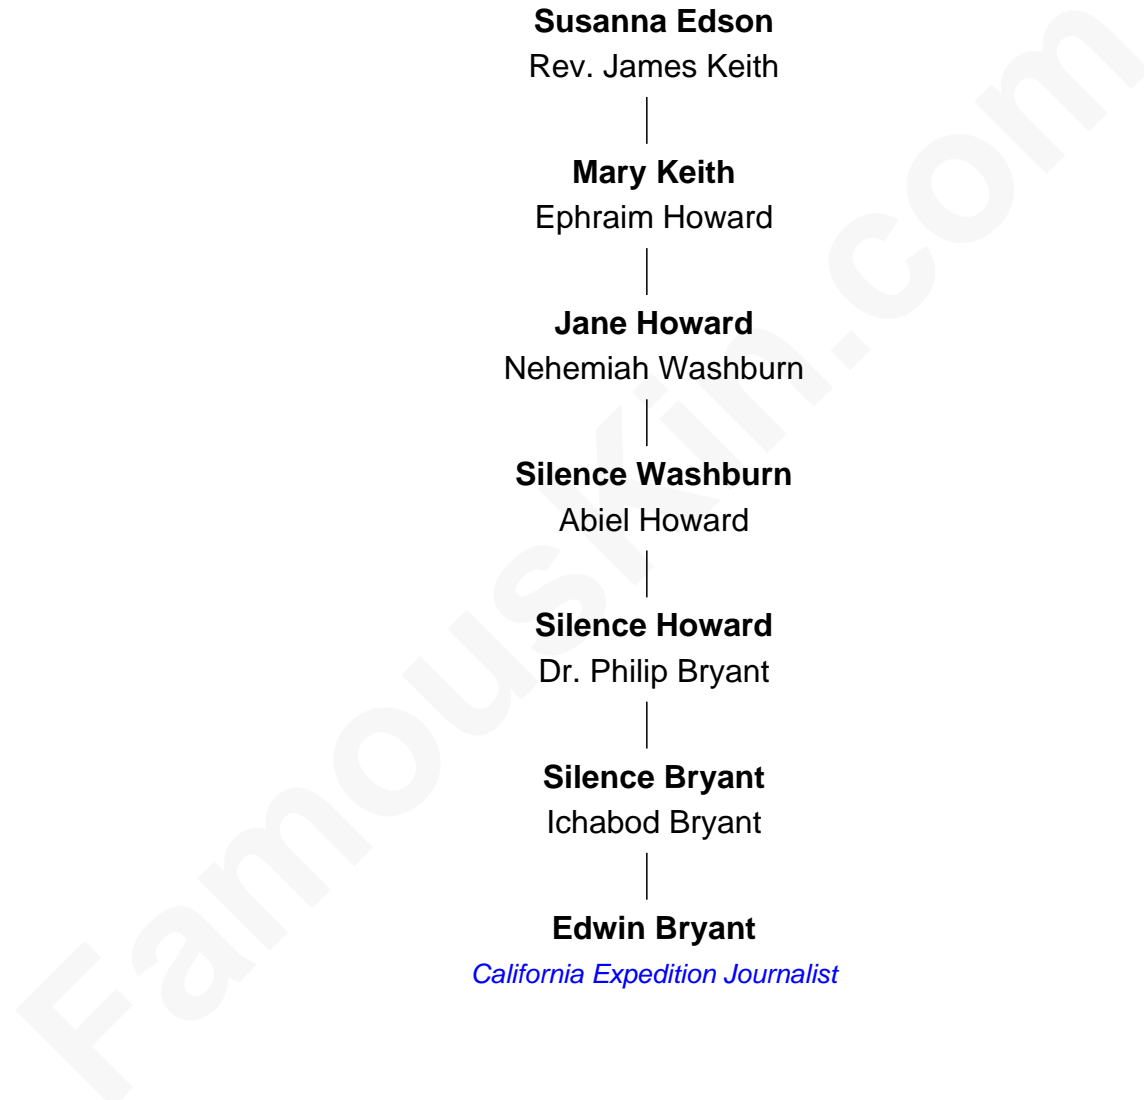 Susanna Edson
Rev. James Keith
Mary Keith
Ephraim Howard
Jane Howard
Nehemiah Washburn
Silence Washburn
Abiel Howard
Silence Howard
Dr. Philip Bryant
Silence Bryant
Ichabod Bryant
Edwin Bryant
California Expedition Journalist
FamousKin.com